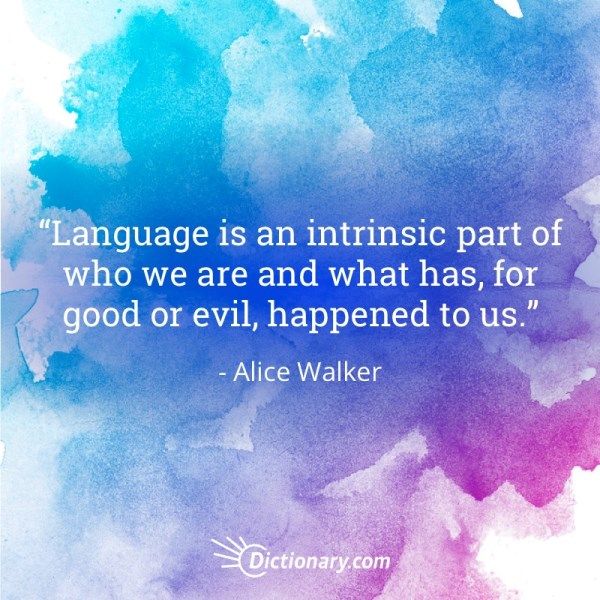 “Language is an intrinsic part of
who we are and what has, for
good or evil, happened to us.”
- Alice Walker
Dictionary.com